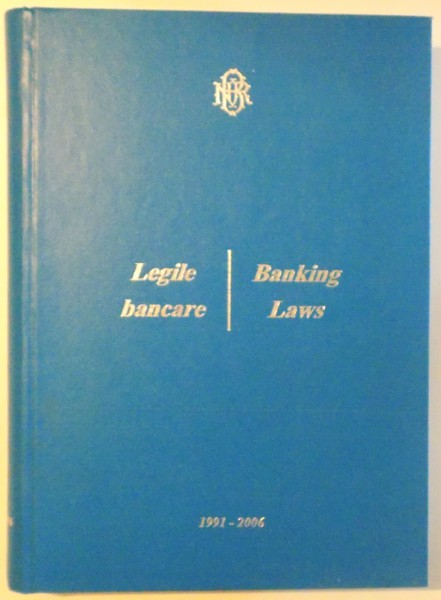 Legile
bancare
Banking
Laws
1991 - 2006